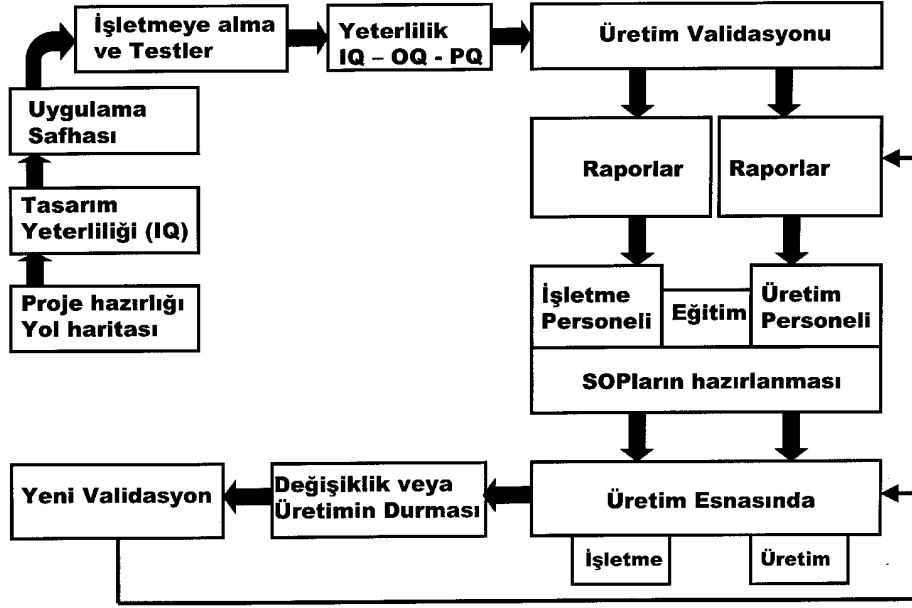 İşletmeye alma
ve Testler
Yeterlilik
IQ – OQ - PQ
Üretim Validasyonu
Uygulama
Safhası
Raporlar
Raporlar
Tasarım
Yeterliliği (IQ)
Proje hazırlığı
Yol haritası
İşletme
Personeli
Eğitim
Üretim
Personeli
SOPların hazırlanması
Yeni Validasyon
Değişiklik veya
Üretimin Durması
Üretim Esnasında
İşletme
Üretim